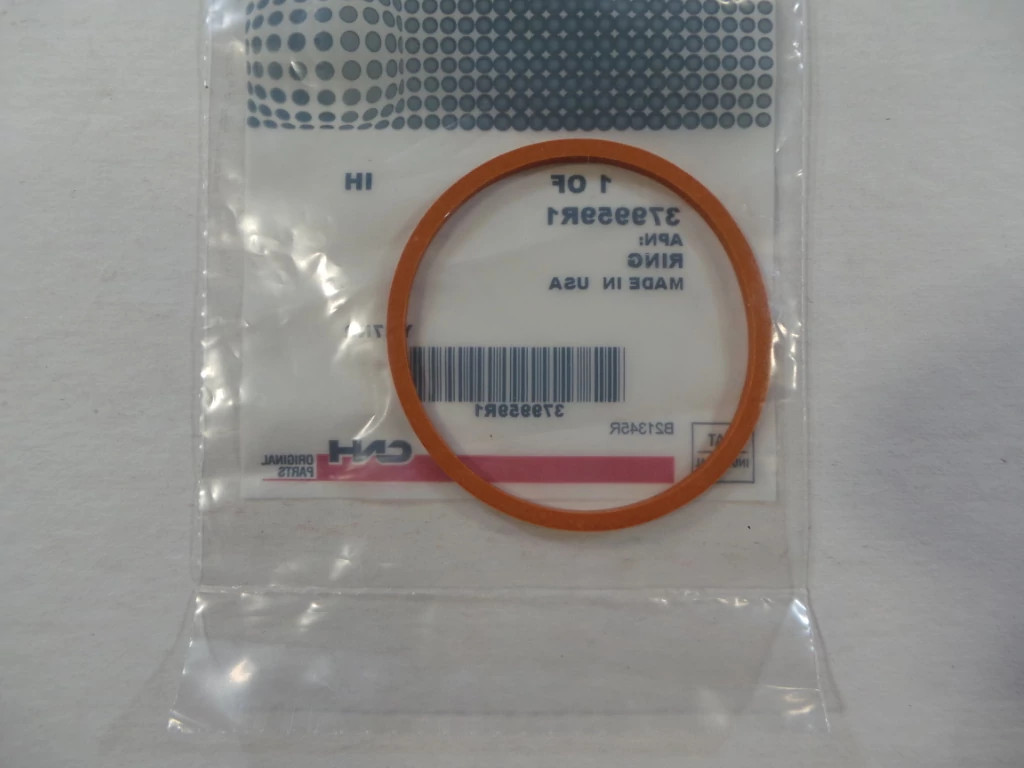 1 OF
IH
379959R1
APN:
RING
MADE IN USA
379959R1
B21345R
CNH
ORIGINAL
PARTS